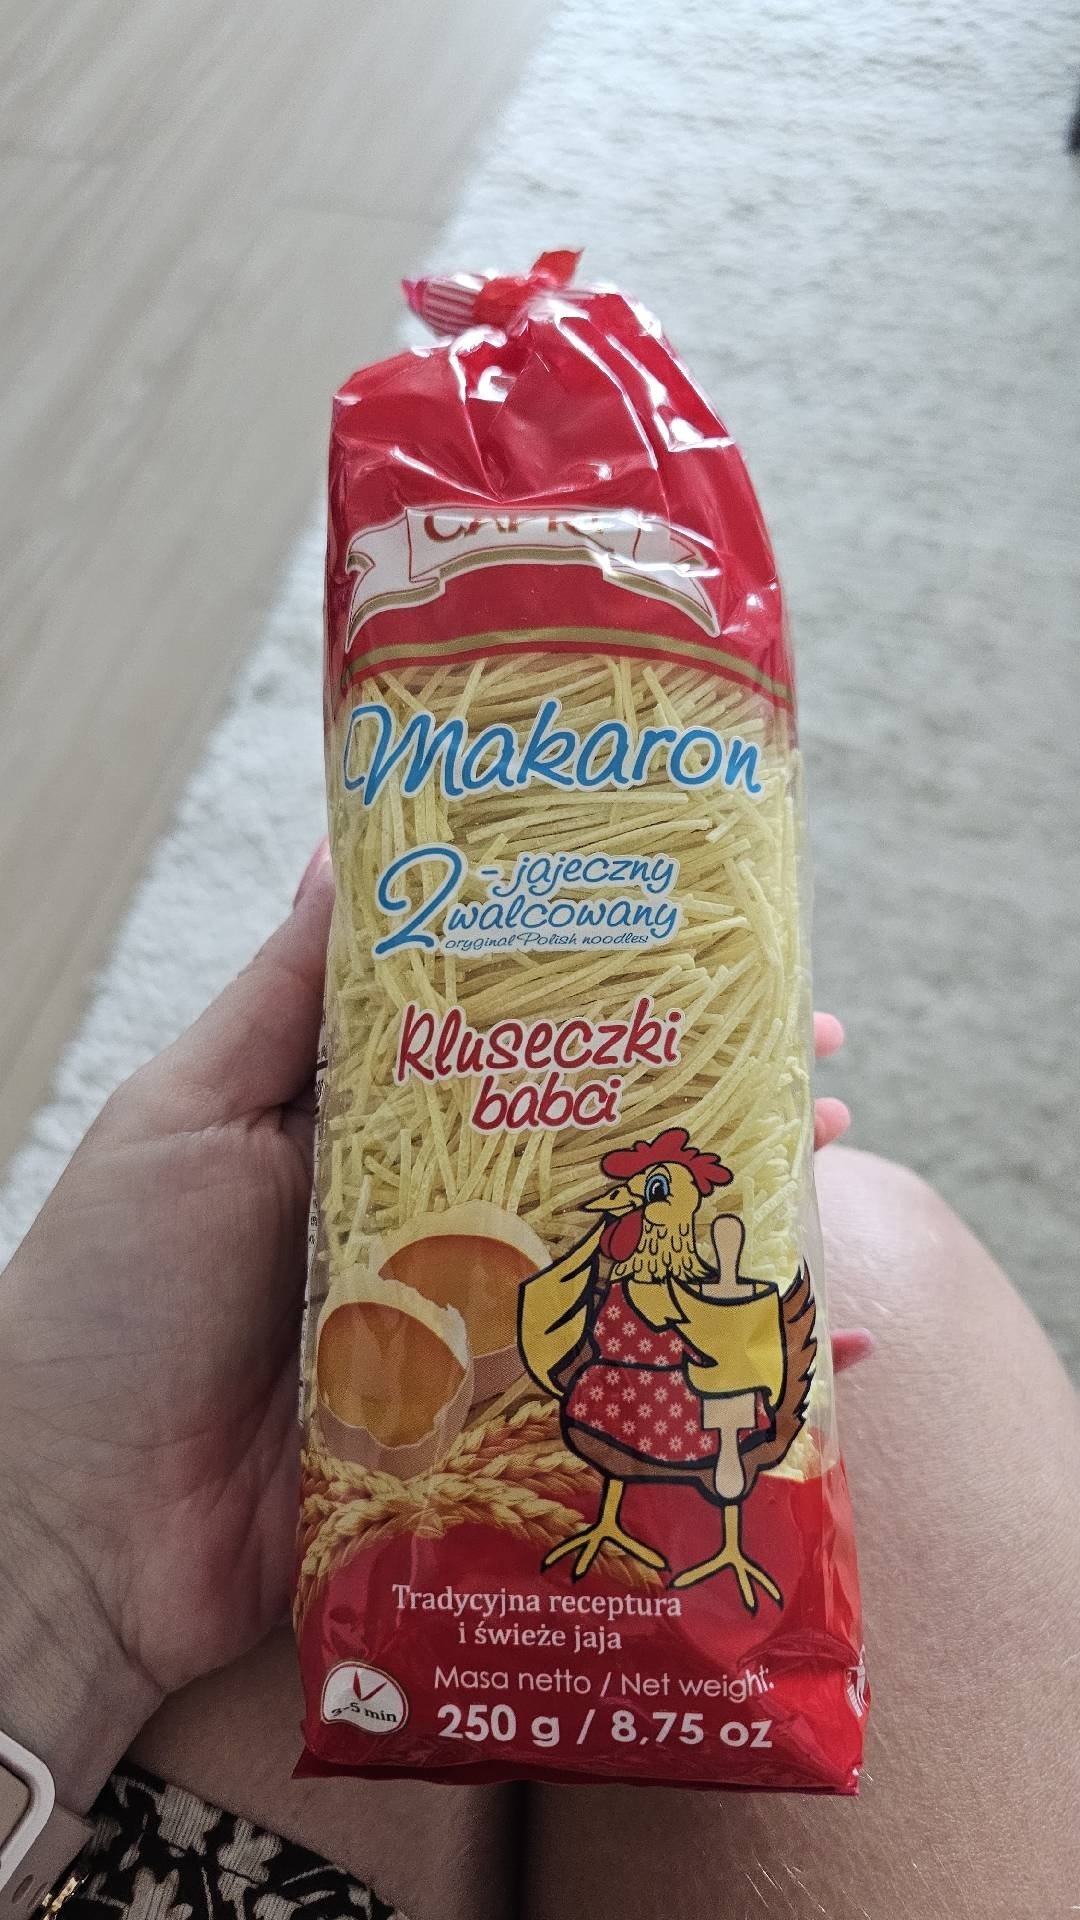 CAPRI
Makaron
2-jajeczny
walcowany
oryginal Polish noodles!
Kluseczki
babci
Tradycyjna receptura
i świeże jaja
3-5 min
Masa netto / Net weight:
250 g / 8,75 oz